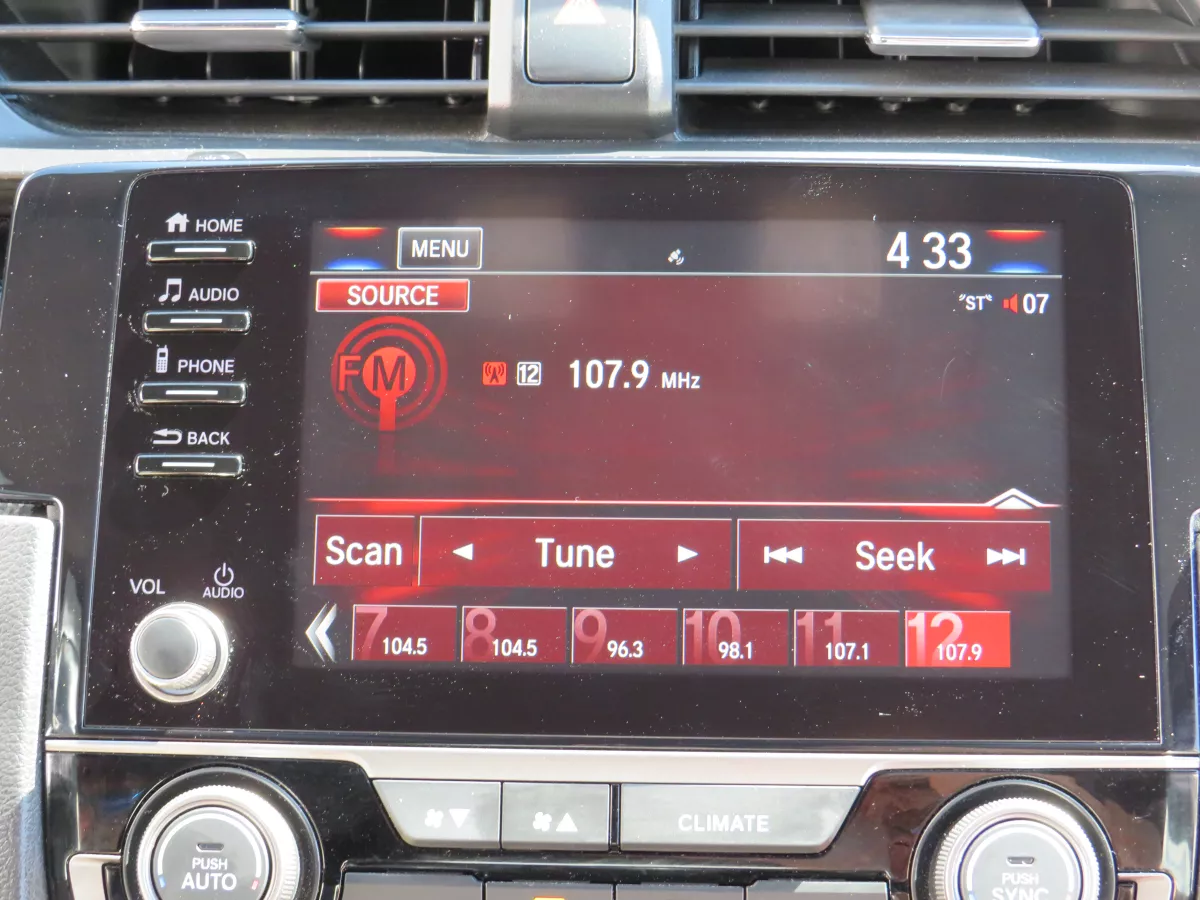 HOME
MENU
4 33
AUDIO
SOURCE
"ST" 07
PHONE
FM
12 107.9 MHz
BACK
Scan Tune Seek
VOL AUDIO
7 104.5 8 104.5 9 96.3 10 98.1 11 107.1 12 107.9
CLIMATE
PUSH
AUTO
PUSH
SYNC